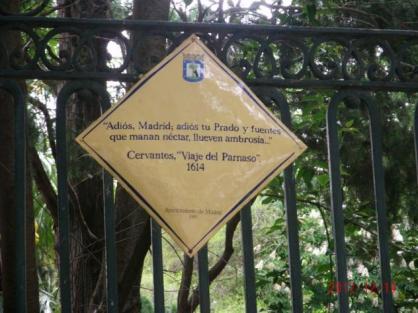 "Adiós, Madrid; adiós tu Prado y fuentes
que manan néctar, llueven ambrosía..."
Cervantes, "Viaje del Parnaso"
1614
Ayuntamiento de Madrid